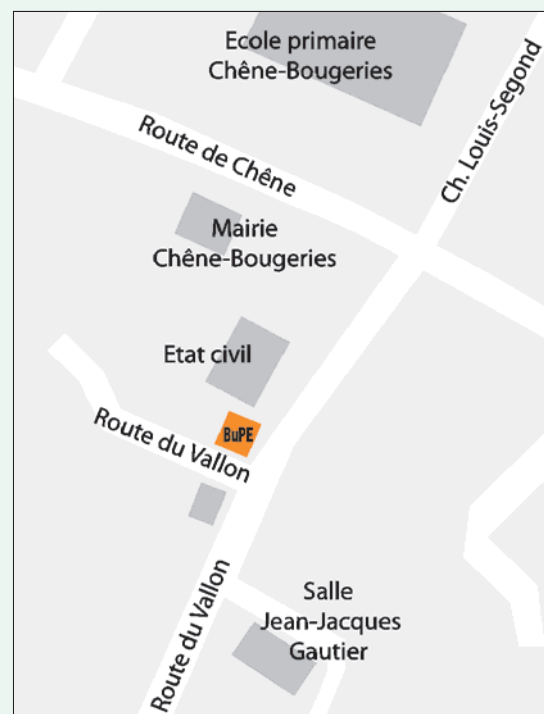 Ecole primaire
Chêne-Bougeries
Ch. Louis-Segond
Route de Chêne
Mairie
Chêne-Bougeries
Etat civil
BuPE
Route du Vallon
Route du Vallon
Salle
Jean-Jacques
Gautier